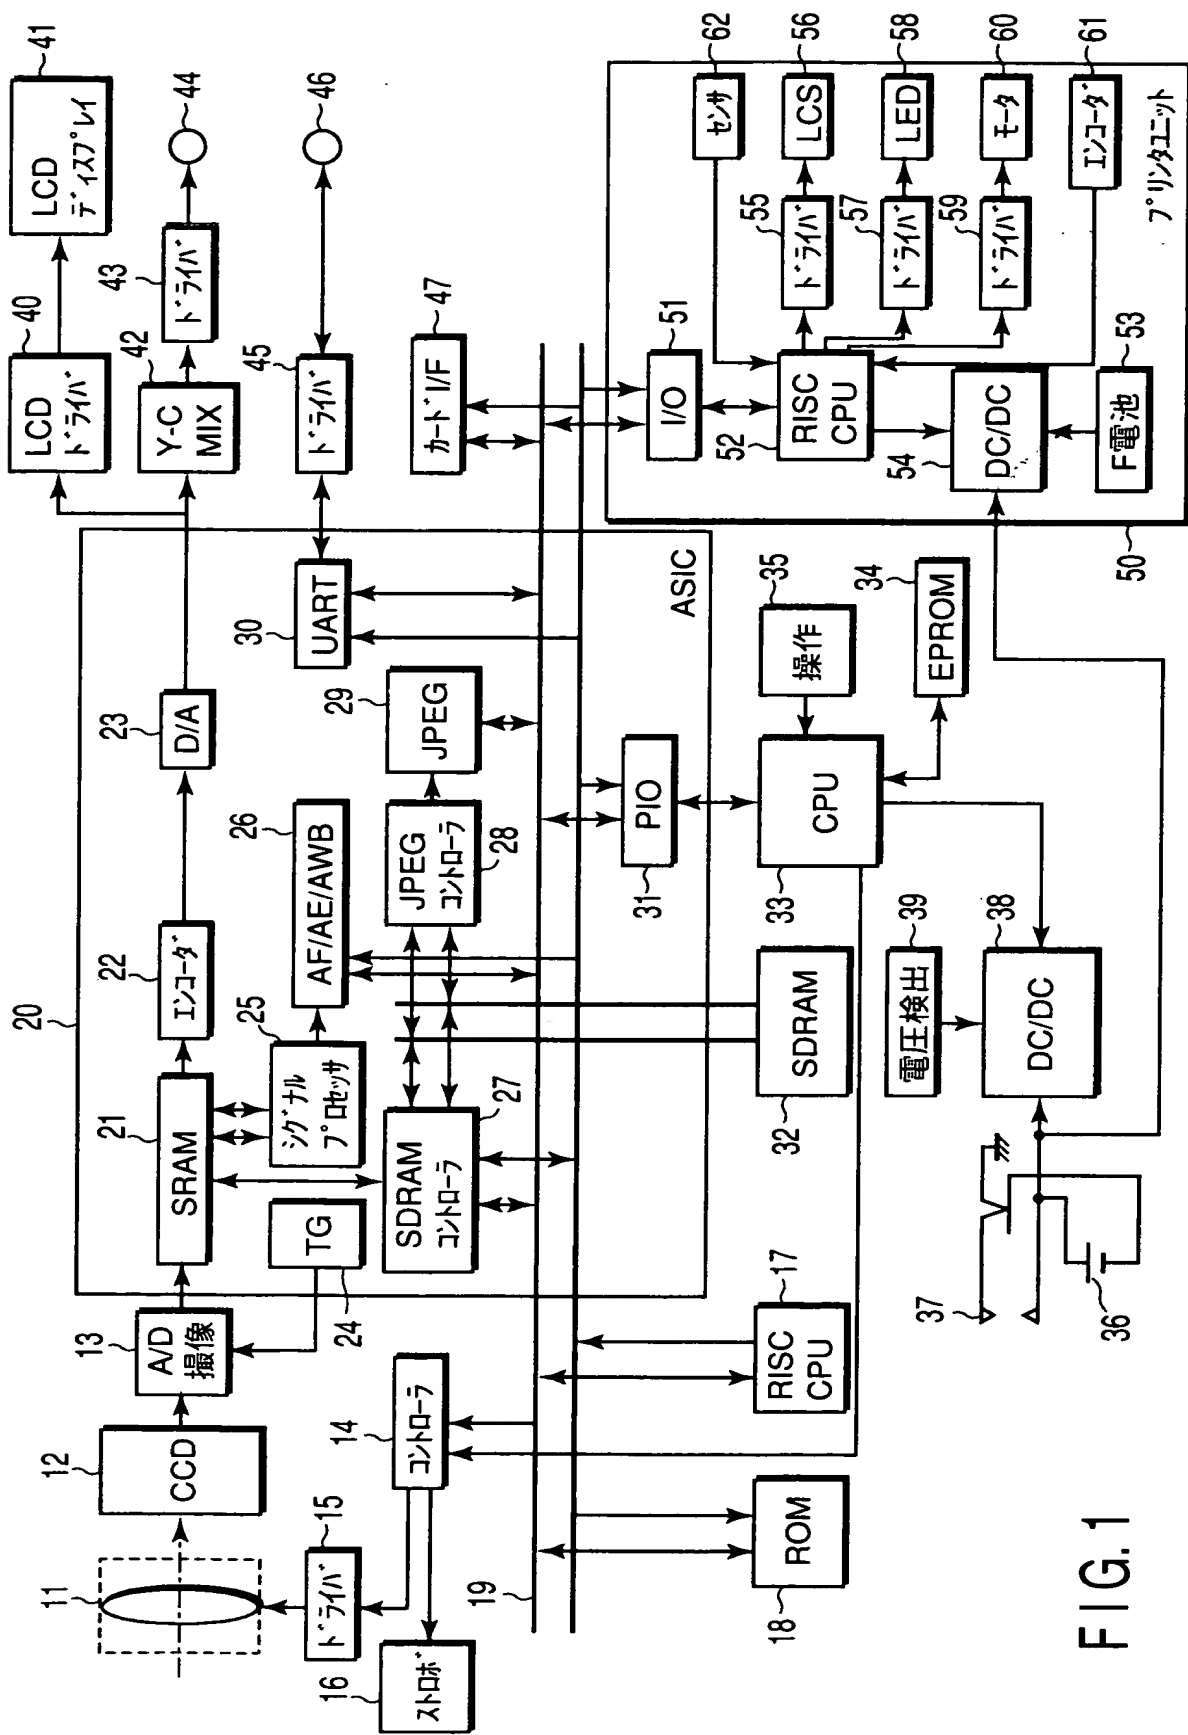 11
12
CCD
13
A/D
撮像
14
コントローラ
15
ドライバ
16
ストロボ
17
RISC
CPU
18
ROM
19
20
ASIC
21
SRAM
22
エンコーダ
23
D/A
24
TG
25
シグナル
プロセッサ
26
AF/AE/AWB
27
SDRAM
コントローラ
28
JPEG
コントローラ
29
JPEG
30
UART
31
PIO
32
SDRAM
33
CPU
34
EPROM
35
操作
36
37
38
DC/DC
39
電圧検出
40
LCD
ドライバ
41
LCD
ディスプレイ
42
Y-C
MIX
43
ドライバ
44
45
ドライバ
46
47
カードI/F
50
プリンタユニット
51
I/O
52
RISC
CPU
53
F電池
54
DC/DC
55
ドライバ
56
LCS
57
ドライバ
58
LED
59
ドライバ
60
モータ
61
エンコーダ
62
センサ
FIG.1